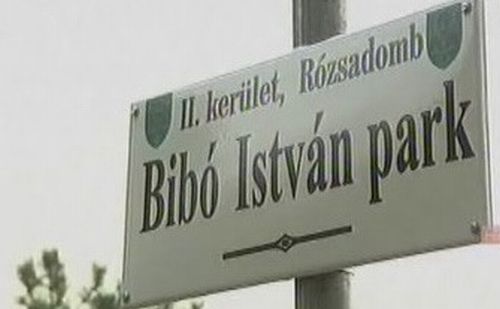 II. kerület, Rózsadomb
Bibó István park